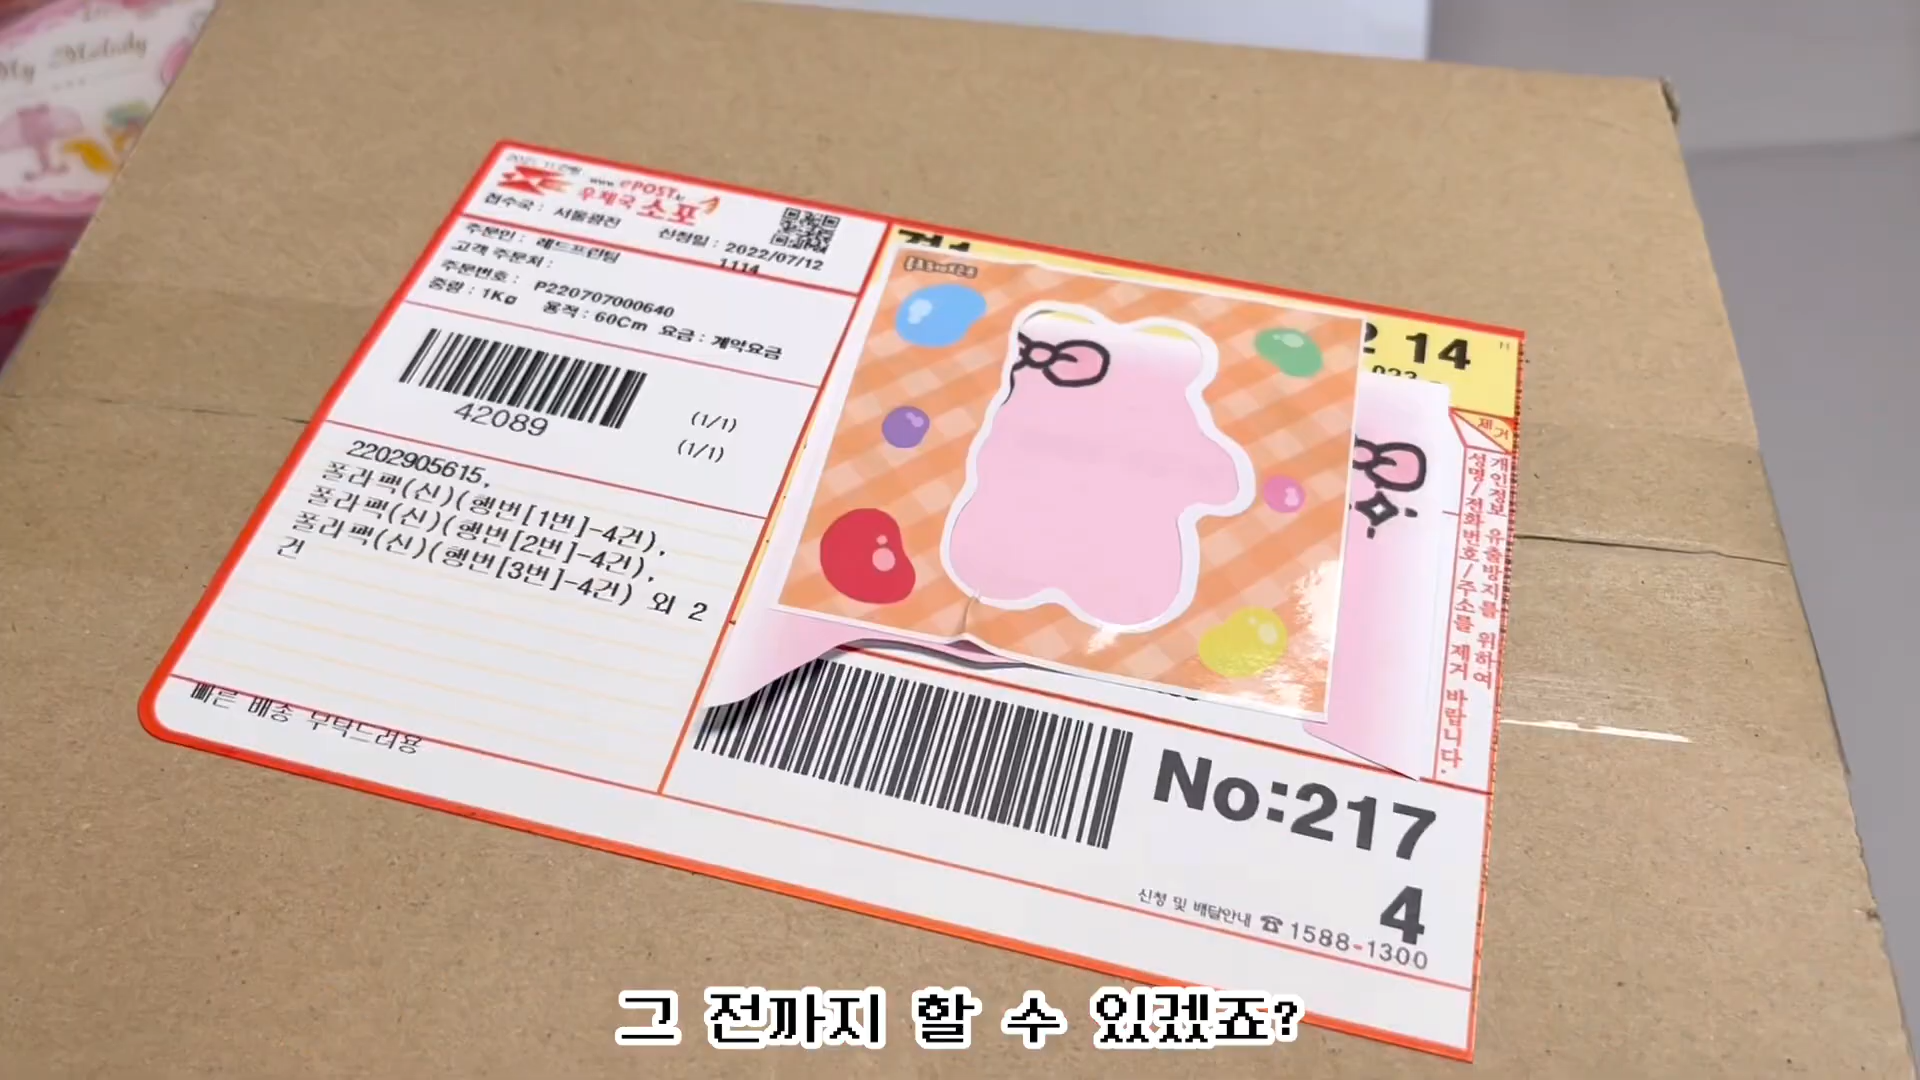 My Melody
www.ePOST.kr
우체국 소포
접수국 : 서울광진
신청일 : 2022/07/12
1114
주문인 : 레드프린팅
고객 주문처 :
주문번호 : P220707000640
중량 : 1Kg 용적 : 60Cm 요금 : 계약요금
42089
(1/1)
(1/1)
2202905615,
폴라팩(신)(행번[1번]-4건),
폴라팩(신)(행번[2번]-4건),
폴라팩(신)(행번[3번]-4건) 외 2
건
빠른 배송 부탁드려용
2 14
제거
개인정보 유출방지를 위하여
성명/전화번호/주소를 제거 바랍니다.
No:217
4
신청 및 배달안내 ☎ 1588-1300
그 전까지 할 수 있겠죠?